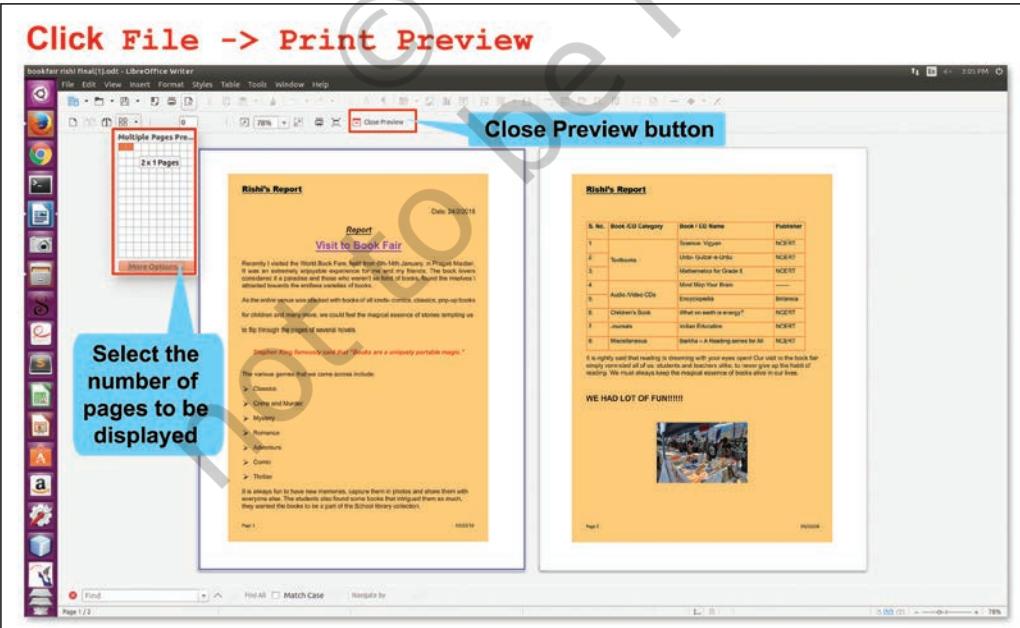 Click File -> Print Preview
bookfair rishi final(1).odt - LibreOffice Writer
3:05 PM
File Edit View Insert Format Styles Table Tools Window Help
0
78%
Close Preview
Close Preview button
Multiple Pages Pre...
2 x 1 Pages
More Options
Select the
number of
pages to be
displayed
Rishi's Report
Date: 24/2/2018
Report
Visit to Book Fair
Recently I visited the World Book Fair, held from 6th-14th January, in Pragati Maidan.
It was an extremely enjoyable experience for me and my friends. The book lovers
considered it a paradise and those who weren't so fond of books, found the mselves t
attracted towards the endless varieties of books.
As the entire venue was stacked with books of all kinds- comics, classics, pop-up books
for children and many more, we could feel the magical essence of stories tempting us
to flip through the pages of several novels.
Stephen King famously said that "Books are a uniquely portable magic."
The various genres that we came across include:
Classics
Crime and Murder
Mystery
Romance
Adventure
Comic
Thriller
It is always fun to have new memories, capture them in photos and share them with
everyone else. The students also found some books that intrigued them so much,
they wanted the books to be a part of the School library collection.
Page 1
Rishi's Report
S. No. Book /CD Category Book / CD Name Publisher
1 Science- Vigyan NCERT
2 Textbooks Urdu- Gulzar-e-Urdu NCERT
3 Mathematics for Grade 6 NCERT
4 Audio /Video CDs Mind Map Your Brain ------
5 Encyclopedia Britanica
6 Children's Book What on earth is energy? NCERT
7 Journals Indian Education NCERT
8 Miscellaneous Barkha – A Reading series for All NCERT
It is rightly said that reading is dreaming with your eyes open! Our visit to the book fair
simply reminded all of us, students and teachers alike, to never give up the habit of
reading. We must always keep the magical essence of books alive in our lives.
WE HAD LOT OF FUN!!!!!!
Page 2
Find
Find All Match Case Navigate by
Page 1 / 2
78%
© not to be